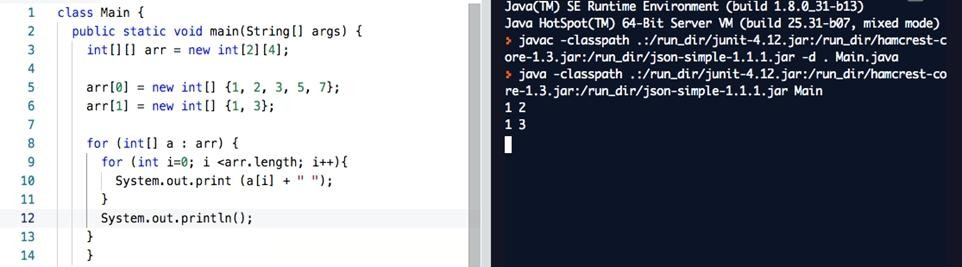 1 class Main {
2 public static void main(String[] args) {
3 int[][] arr = new int[2][4];
4
5 arr[0] = new int[] {1, 2, 3, 5, 7};
6 arr[1] = new int[] {1, 3};
7
8 for (int[] a : arr) {
9 for (int i=0; i <arr.length; i++){
10 System.out.print (a[i] + " ");
11 }
12 System.out.println();
13 }
14 }
Java(TM) SE Runtime Environment (build 1.8.0_31-b13)
Java HotSpot(TM) 64-Bit Server VM (build 25.31-b07, mixed mode)
> javac -classpath .:/run_dir/junit-4.12.jar:/run_dir/hamcrest-c
ore-1.3.jar:/run_dir/json-simple-1.1.1.jar -d . Main.java
> java -classpath .:/run_dir/junit-4.12.jar:/run_dir/hamcrest-co
re-1.3.jar:/run_dir/json-simple-1.1.1.jar Main
1 2
1 3